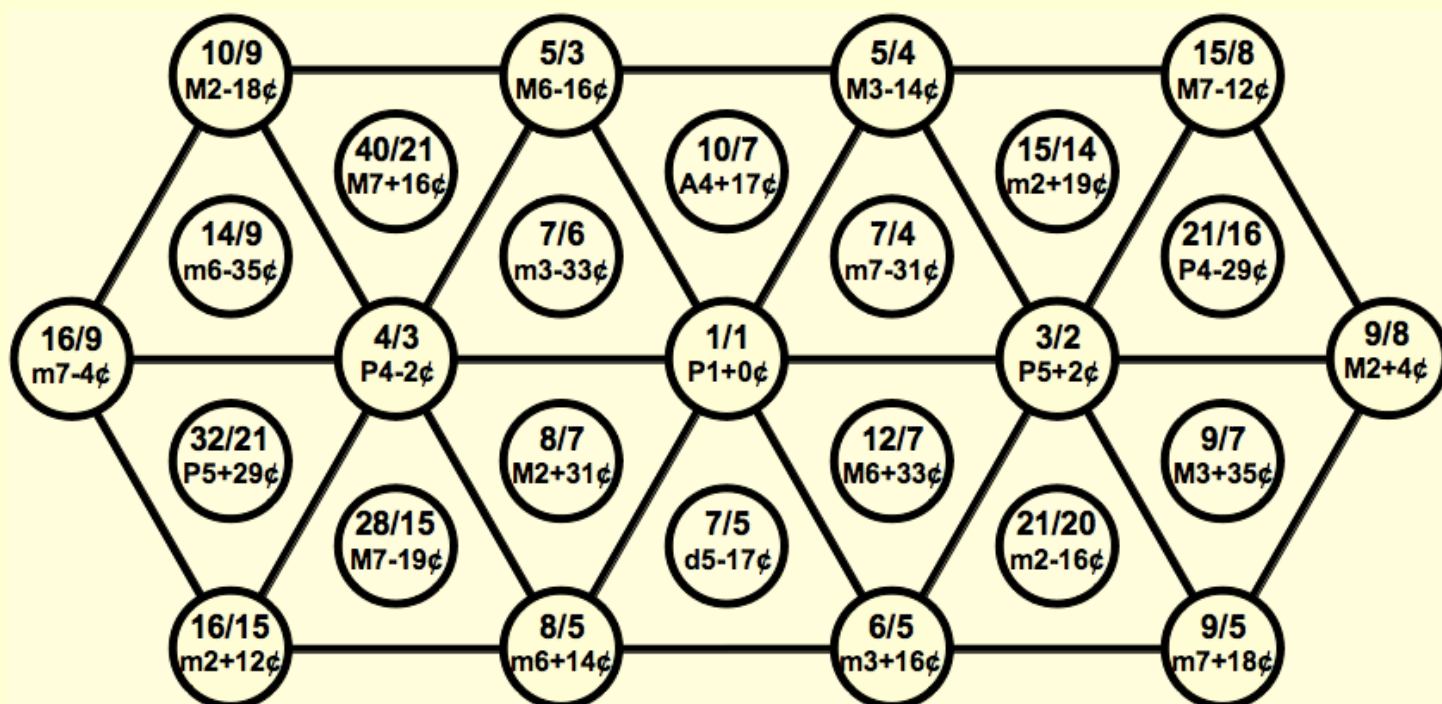 10/9
M2-18¢
5/3
M6-16¢
5/4
M3-14¢
15/8
M7-12¢
40/21
M7+16¢
10/7
A4+17¢
15/14
m2+19¢
14/9
m6-35¢
7/6
m3-33¢
7/4
m7-31¢
21/16
P4-29¢
16/9
m7-4¢
4/3
P4-2¢
1/1
P1+0¢
3/2
P5+2¢
9/8
M2+4¢
32/21
P5+29¢
8/7
M2+31¢
12/7
M6+33¢
9/7
M3+35¢
28/15
M7-19¢
7/5
d5-17¢
21/20
m2-16¢
16/15
m2+12¢
8/5
m6+14¢
6/5
m3+16¢
9/5
m7+18¢